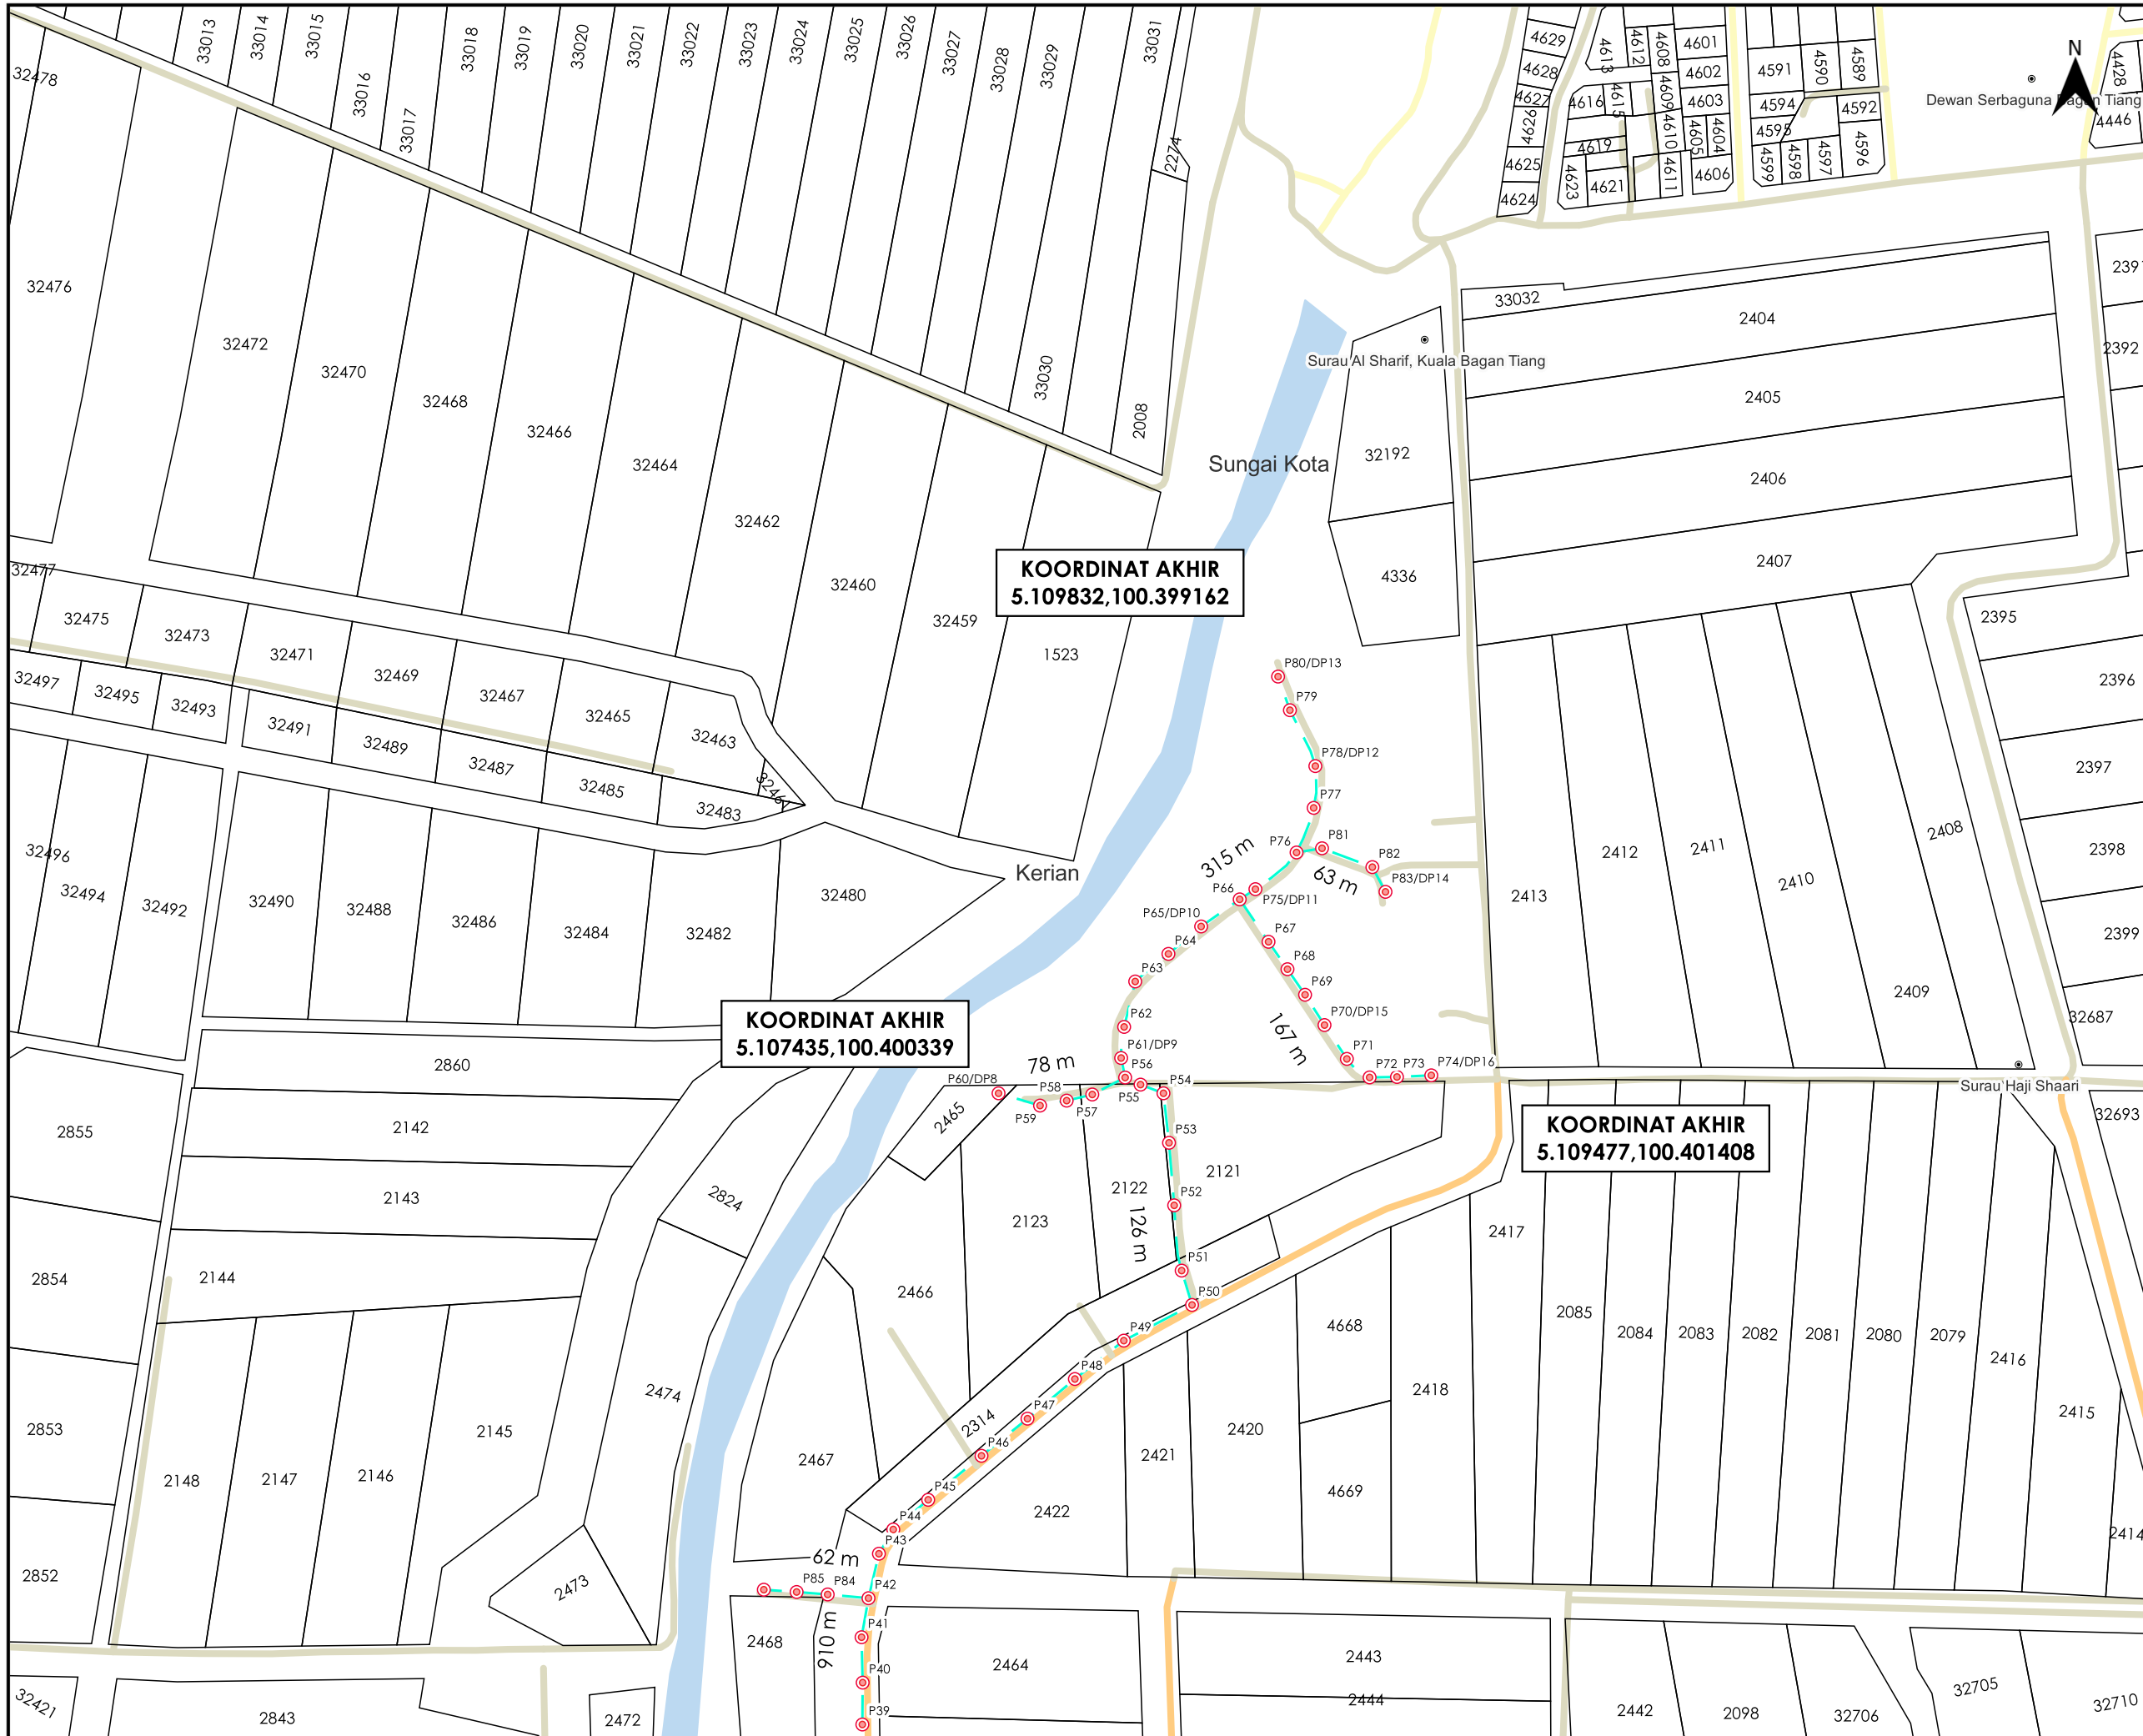 33013
33014
33015
33016
33017
33018
33019
33020
33021
33022
33023
33024
33025
33026
33027
33028
33029
33030
33031
2274
2008
4629
4628
4627
4626
4625
4624
4613
4612
4608
4601
4602
4603
4609
4616
4615
4610
4605
4604
4619
4623
4621
4611
4606
4591
4590
4589
4594
4592
4595
4599
4598
4597
4596
N
4428
Dewan Serbaguna Bagan Tiang
4446
32478
32476
32472
32470
32468
32466
32464
32462
32460
32459
1523
33032
2404
2405
2406
2407
2391
2392
Surau Al Sharif, Kuala Bagan Tiang
32192
4336
Sungai Kota
KOORDINAT AKHIR
5.109832,100.399162
32477
32475
32473
32471
32469
32467
32465
32463
32461
32497
32495
32493
32491
32489
32487
32485
32483
32496
32494
32492
32490
32488
32486
32484
32482
32480
Kerian
2395
2396
2397
2398
2399
32687
2413
2412
2411
2410
2409
2408
P80/DP13
P79
P78/DP12
P77
P76
P81
P82
P83/DP14
315 m
63 m
P66
P75/DP11
P65/DP10
P67
P64
P68
P63
P69
P70/DP15
P62
167 m
P61/DP9
P71
P72
P73
P74/DP16
KOORDINAT AKHIR
5.107435,100.400339
78 m
P56
P60/DP8
P58
P54
P55
P57
P59
P53
P52
P51
P50
126 m
Surau Haji Shaari
KOORDINAT AKHIR
5.109477,100.401408
32693
2860
2855
2142
2143
2144
2854
2853
2852
2148
2147
2146
2145
2824
2474
2473
2465
2466
2467
2123
2122
2121
2314
P49
P48
P47
P46
P45
P44
P43
62 m
P85
P84
P42
P41
P40
P39
910 m
2417
2085
2084
2083
2082
2081
2080
2079
2416
2415
2414
4668
4669
2418
2420
2421
2422
2468
2464
2443
2444
2442
2098
32706
32705
32710
32421
2843
2472